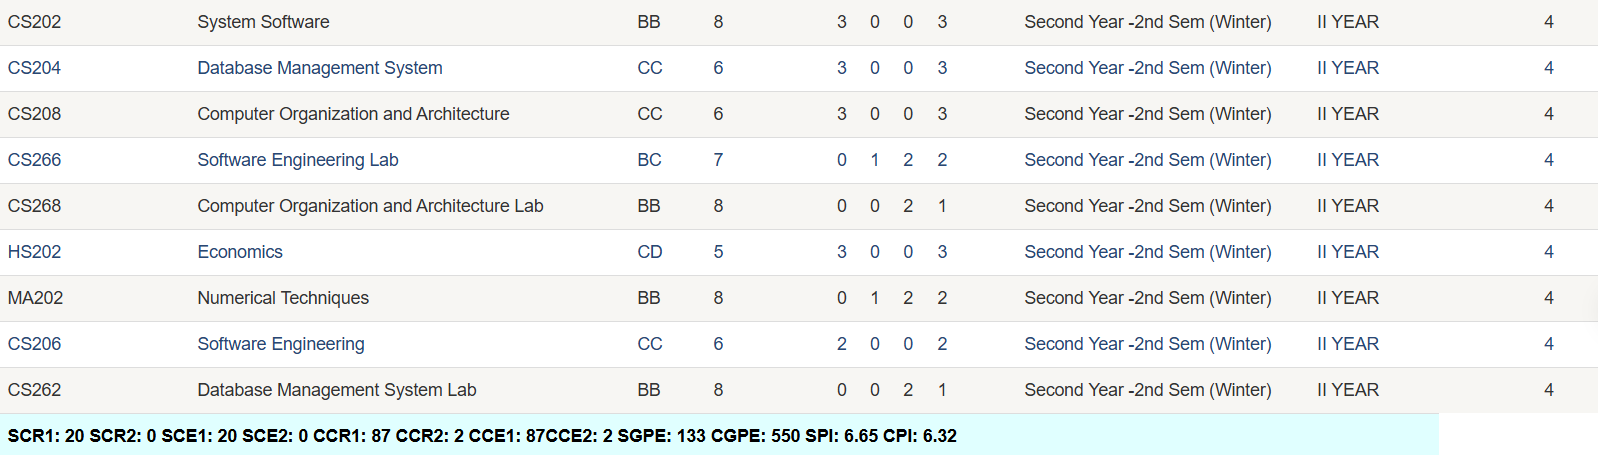 CS202 System Software BB 8 3 0 0 3 Second Year -2nd Sem (Winter) II YEAR 4
CS204 Database Management System CC 6 3 0 0 3 Second Year -2nd Sem (Winter) II YEAR 4
CS208 Computer Organization and Architecture CC 6 3 0 0 3 Second Year -2nd Sem (Winter) II YEAR 4
CS266 Software Engineering Lab BC 7 0 1 2 2 Second Year -2nd Sem (Winter) II YEAR 4
CS268 Computer Organization and Architecture Lab BB 8 0 0 2 1 Second Year -2nd Sem (Winter) II YEAR 4
HS202 Economics CD 5 3 0 0 3 Second Year -2nd Sem (Winter) II YEAR 4
MA202 Numerical Techniques BB 8 0 1 2 2 Second Year -2nd Sem (Winter) II YEAR 4
CS206 Software Engineering CC 6 2 0 0 2 Second Year -2nd Sem (Winter) II YEAR 4
CS262 Database Management System Lab BB 8 0 0 2 1 Second Year -2nd Sem (Winter) II YEAR 4
SCR1: 20 SCR2: 0 SCE1: 20 SCE2: 0 CCR1: 87 CCR2: 2 CCE1: 87CCE2: 2 SGPE: 133 CGPE: 550 SPI: 6.65 CPI: 6.32